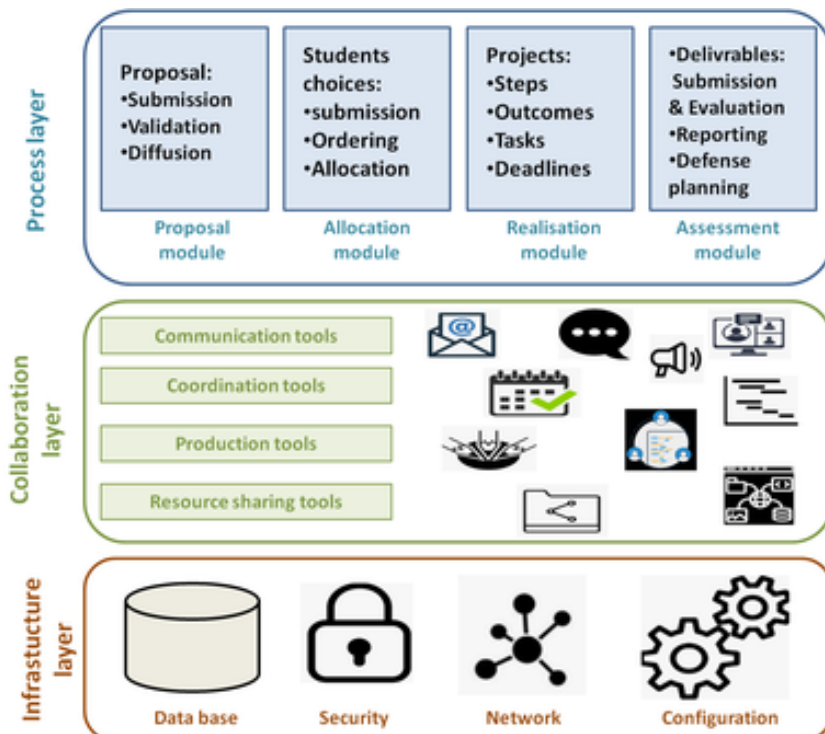 Process layer
Proposal:
•Submission
•Validation
•Diffusion
Proposal
module
Students
choices:
•submission
•Ordering
•Allocation
Allocation
module
Projects:
•Steps
•Outcomes
•Tasks
•Deadlines
Realisation
module
•Delivrables:
Submission
& Evaluation
•Reporting
•Defense
planning
Assessment
module
Collaboration
layer
Communication tools
Coordination tools
Production tools
Resource sharing tools
@
Infrastucture
layer
Data base
Security
Network
Configuration